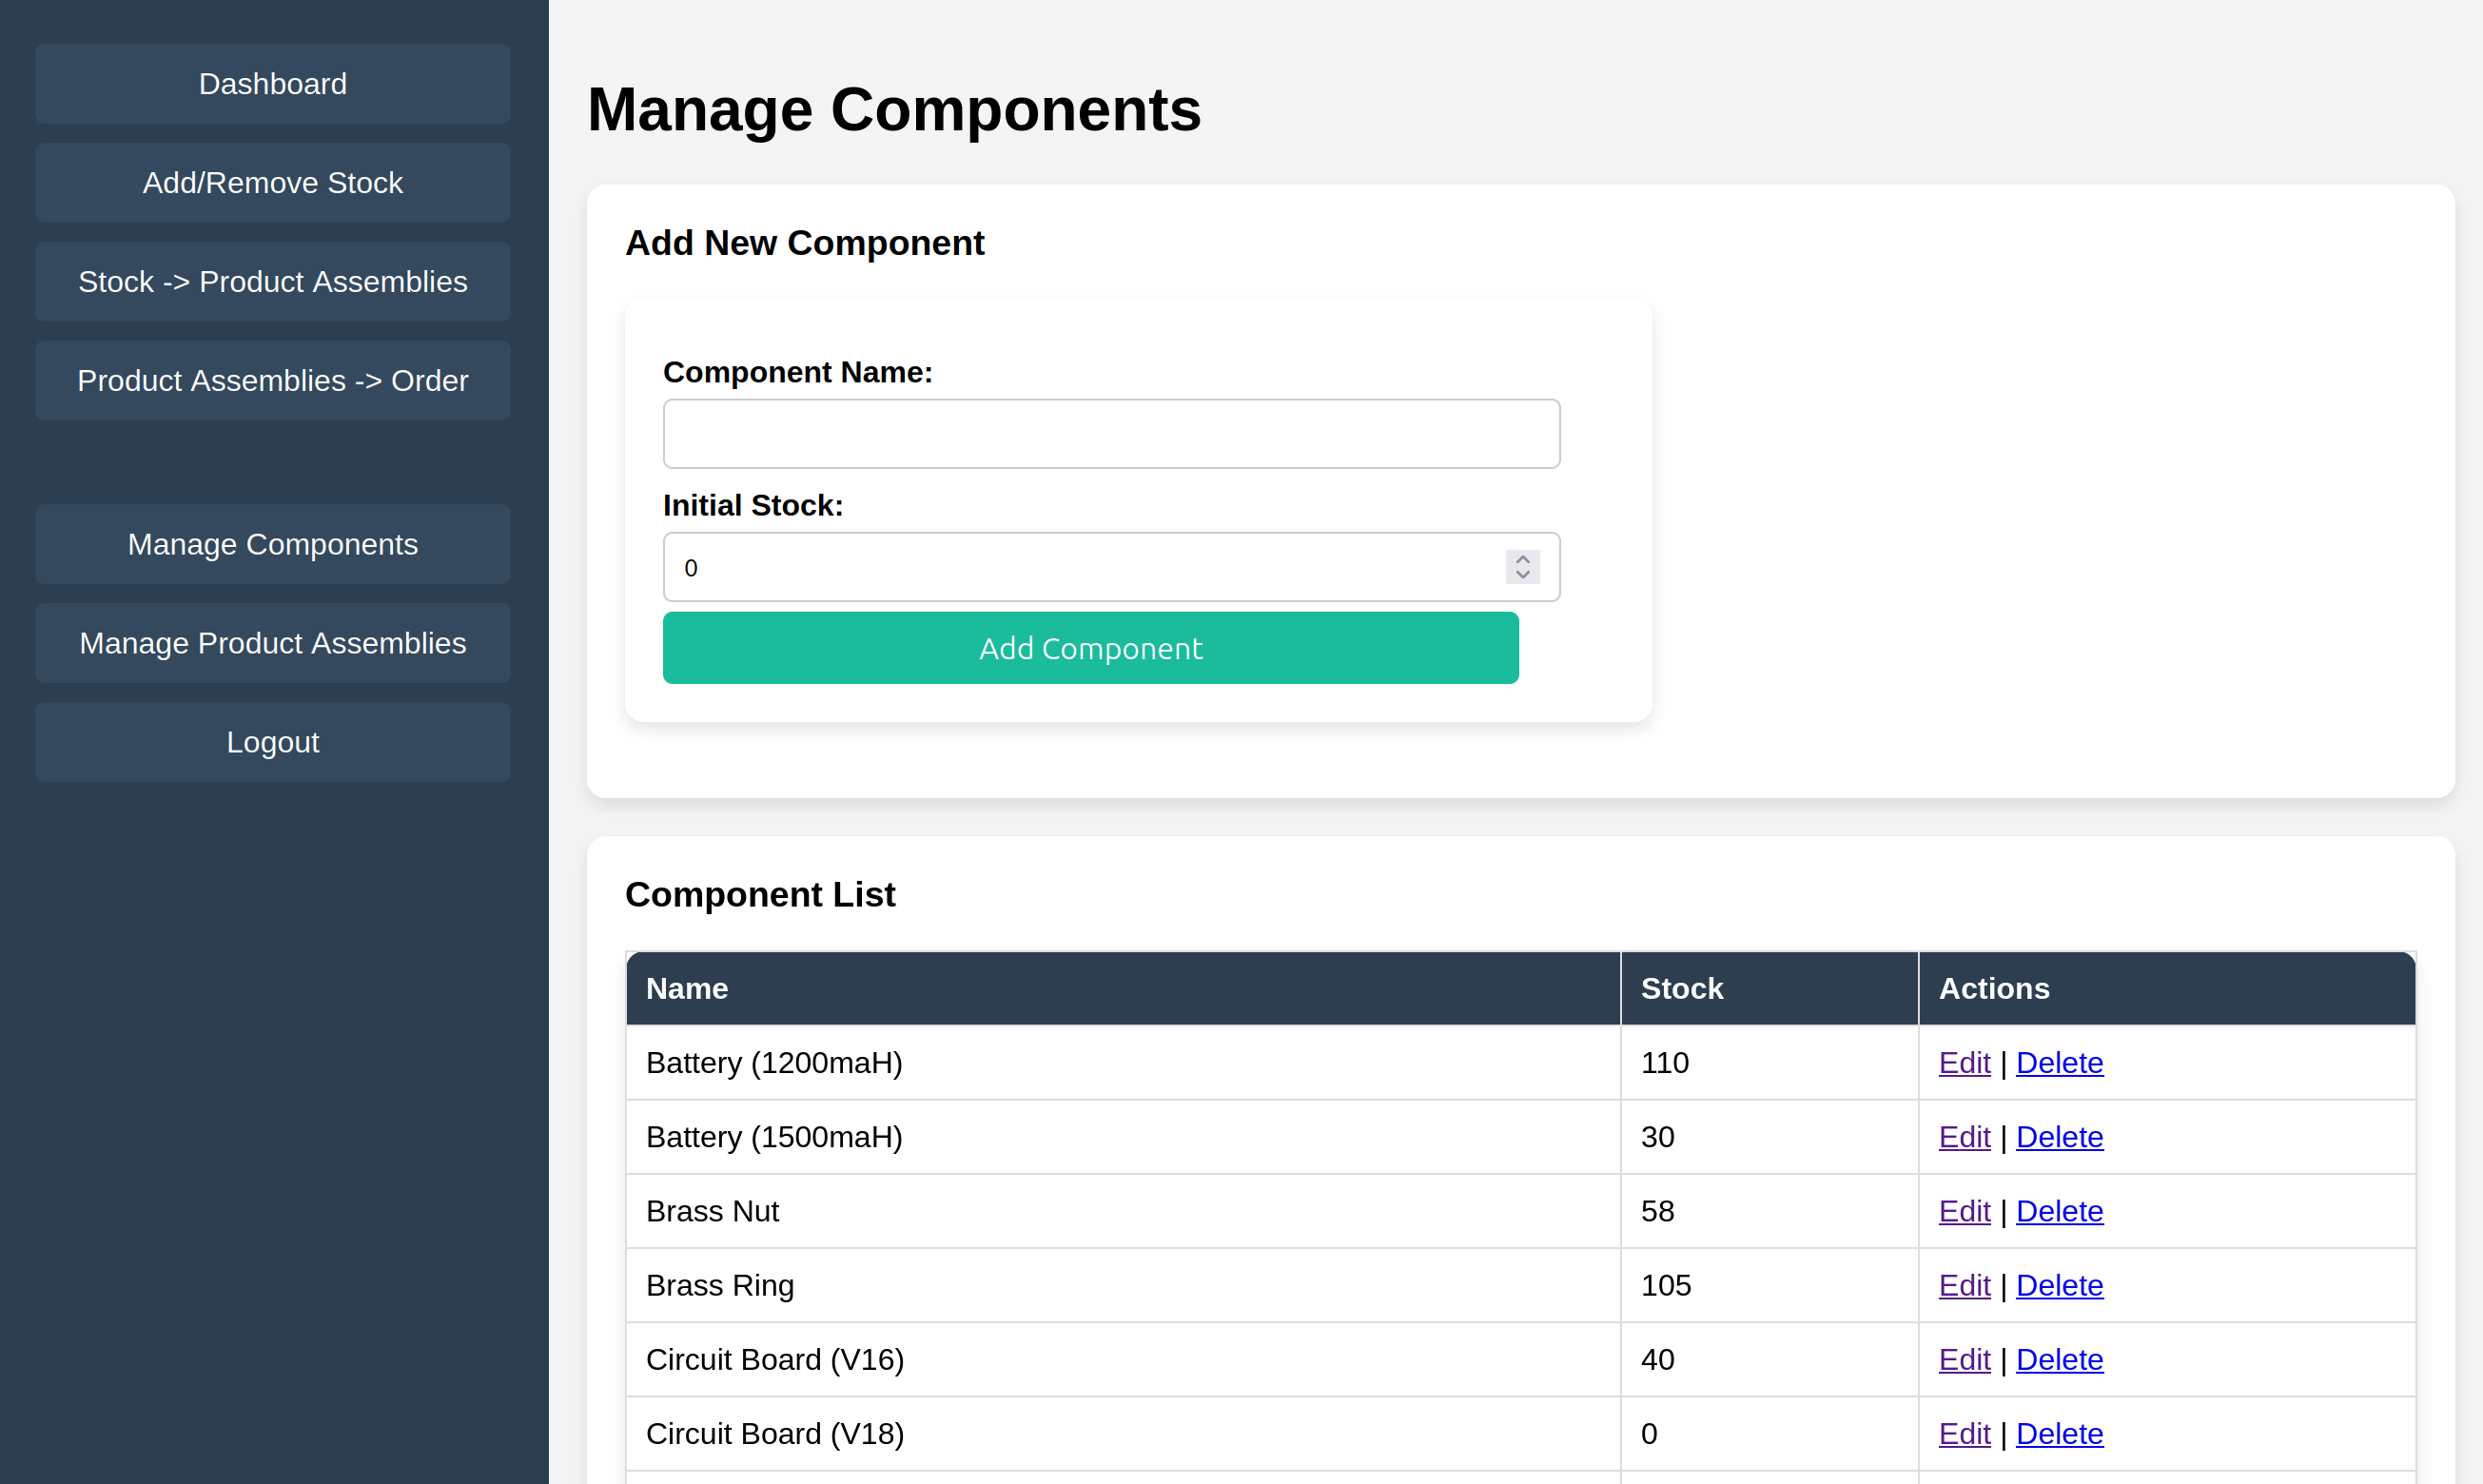 Dashboard
Add/Remove Stock
Stock -> Product Assemblies
Product Assemblies -> Order
Manage Components
Manage Product Assemblies
Logout
Manage Components
Add New Component
Component Name:
Initial Stock:
0
Add Component
Component List
Name Stock Actions
Battery (1200maH) 110 Edit | Delete
Battery (1500maH) 30 Edit | Delete
Brass Nut 58 Edit | Delete
Brass Ring 105 Edit | Delete
Circuit Board (V16) 40 Edit | Delete
Circuit Board (V18) 0 Edit | Delete